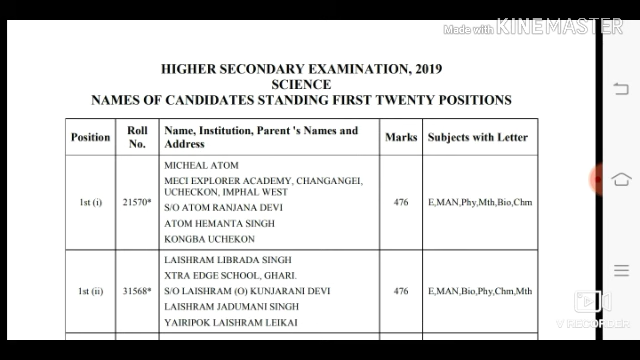 Made with KINEMASTER
HIGHER SECONDARY EXAMINATION, 2019
SCIENCE
NAMES OF CANDIDATES STANDING FIRST TWENTY POSITIONS
Position Roll No. Name, Institution, Parent 's Names and Address Marks Subjects with Letter
1st (i) 21570* MICHEAL ATOM 476 E,MAN,Phy,Mth,Bio,Chm
MECI EXPLORER ACADEMY, CHANGANGEI,
UCHECKON, IMPHAL WEST
S/O ATOM RANJANA DEVI
ATOM HEMANTA SINGH
KONGBA UCHEKON
1st (ii) 31568* LAISHRAM LIBRADA SINGH 476 E,MAN,Bio,Phy,Chm,Mth
XTRA EDGE SCHOOL, GHARI.
S/O LAISHRAM (O) KUNJARANI DEVI
LAISHRAM JADUMANI SINGH
YAIRIPOK LAISHRAM LEIKAI
V RECORDER